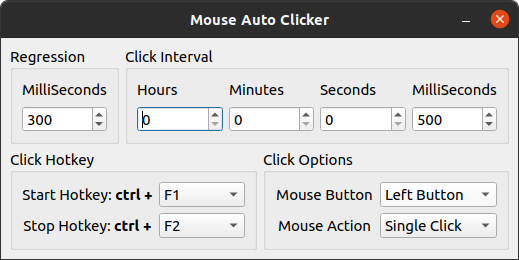 Mouse Auto Clicker
Regression
Click Interval
MilliSeconds
Hours
Minutes
Seconds
MilliSeconds
300
0
0
0
500
Click Hotkey
Click Options
Start Hotkey: ctrl +
F1
Mouse Button
Left Button
Stop Hotkey: ctrl +
F2
Mouse Action
Single Click